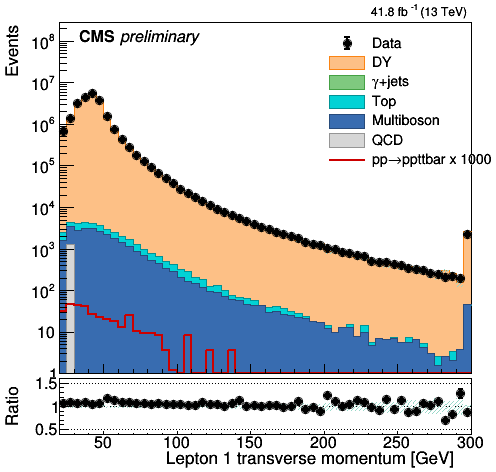 41.8 fb⁻¹ (13 TeV)
CMS preliminary
Events
10⁸
10⁷
10⁶
10⁵
10⁴
10³
10²
10
1
Data
DY
γ+jets
Top
Multiboson
QCD
pp→ppttbar x 1000
Ratio
1.5
1
0.5
50 100 150 200 250 300
Lepton 1 transverse momentum [GeV]